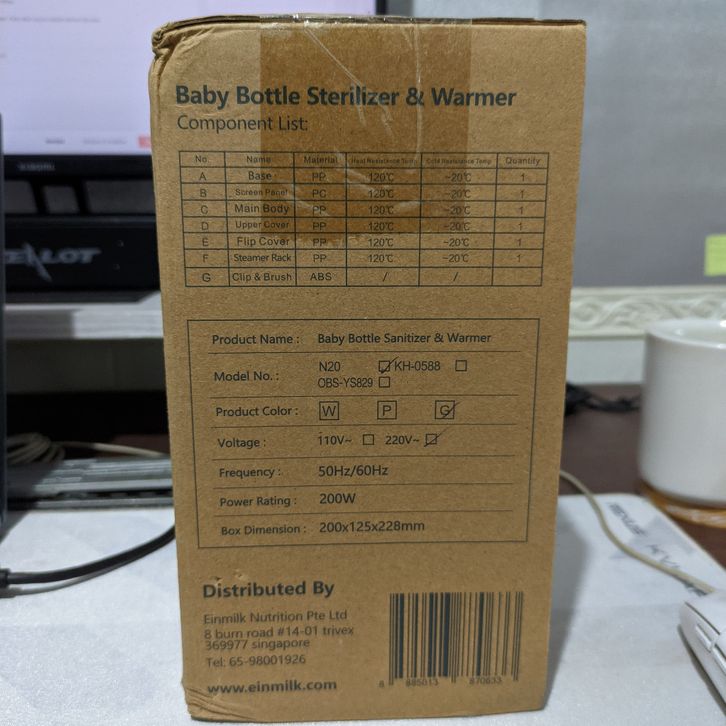 Baby Bottle Sterilizer & Warmer
Component List:
No. Name Material Heat Resistance Temp Cold Resistance Temp Quantity
A Base PP 120℃ -20℃ 1
B Screen Panel PC 120℃ -20℃ 1
C Main Body PP 120℃ -20℃ 1
D Upper Cover PP 120℃ -20℃ 1
E Flip Cover PP 120℃ -20℃ 1
F Steamer Rack PP 120℃ -20℃ 1
G Clip & Brush ABS / /
Product Name : Baby Bottle Sanitizer & Warmer
Model No. : N20 KH-0588
OBS-YS829
Product Color : W P G
Voltage : 110V~ 220V~
Frequency : 50Hz/60Hz
Power Rating : 200W
Box Dimension : 200x125x228mm
Distributed By
Einmilk Nutrition Pte Ltd
8 burn road #14-01 trivex
369977 singapore
Tel: 65-98001926
www.einmilk.com
8 885013 870633
xiaomi
ZEALOT